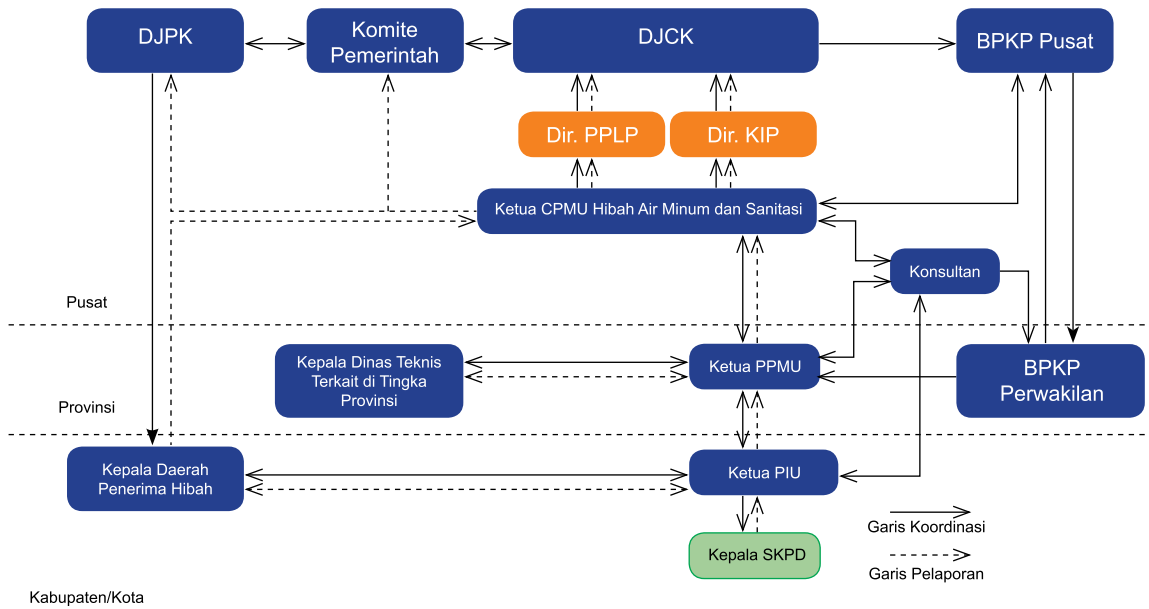 DJPK
Komite
Pemerintah
DJCK
BPKP Pusat
Dir. PPLP
Dir. KIP
Ketua CPMU Hibah Air Minum dan Sanitasi
Konsultan
Pusat
Kepala Dinas Teknis
Terkait di Tingka
Provinsi
Ketua PPMU
BPKP
Perwakilan
Provinsi
Kepala Daerah
Penerima Hibah
Ketua PIU
Garis Koordinasi
Kepala SKPD
Garis Pelaporan
Kabupaten/Kota